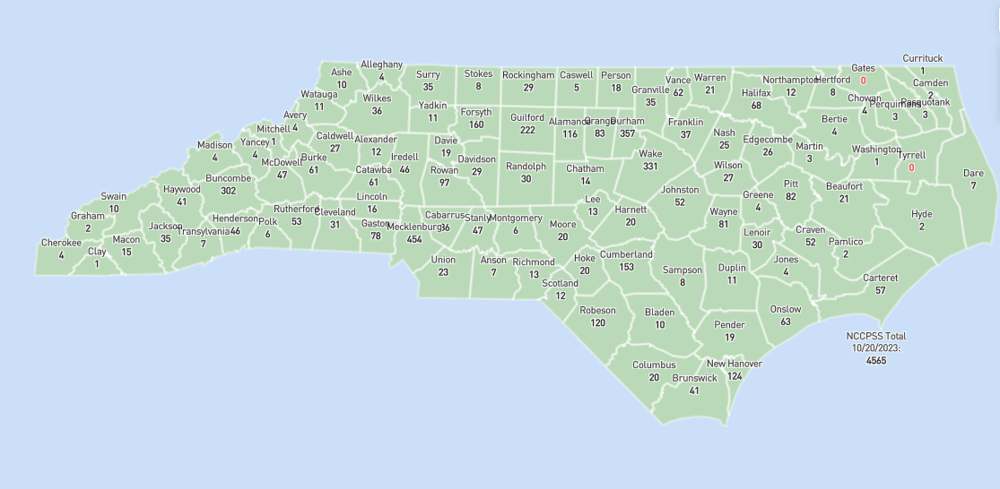 Currituck
1
Gates
0
Alleghany
4
Ashe
10
Surry
35
Stokes
8
Rockingham
29
Caswell
5
Person
18
Vance
62
Warren
21
Northampton
12
Hertford
8
Camden
2
Granville
35
Halifax
68
Chowan
4
Perquimans
3
Pasquotank
3
Watauga
11
Wilkes
36
Yadkin
11
Forsyth
160
Guilford
222
Alamance
116
Orange
83
Durham
357
Franklin
37
Bertie
4
Avery
4
Mitchell
1
Nash
25
Edgecombe
26
Martin
3
Washington
1
Tyrrell
0
Madison
4
Yancey
4
Caldwell
27
Alexander
12
Davie
19
Iredell
46
McDowell
47
Burke
61
Catawba
61
Rowan
97
Davidson
29
Randolph
30
Chatham
14
Wake
331
Wilson
27
Dare
7
Buncombe
302
Haywood
41
Swain
10
Lincoln
16
Lee
13
Johnston
52
Greene
4
Pitt
82
Beaufort
21
Graham
2
Jackson
35
Henderson
46
Polk
6
Rutherford
53
Cleveland
31
Gaston
78
Mecklenburg
454
Cabarrus
36
Stanly
47
Montgomery
6
Moore
20
Harnett
20
Wayne
81
Lenoir
30
Craven
52
Pamlico
2
Hyde
2
Cherokee
4
Clay
1
Macon
15
Transylvania
7
Union
23
Anson
7
Richmond
13
Hoke
20
Cumberland
153
Sampson
8
Duplin
11
Jones
4
Carteret
57
Scotland
12
Robeson
120
Bladen
10
Pender
19
Onslow
63
NCCPSS Total
10/20/2023:
4565
Columbus
20
New Hanover
124
Brunswick
41